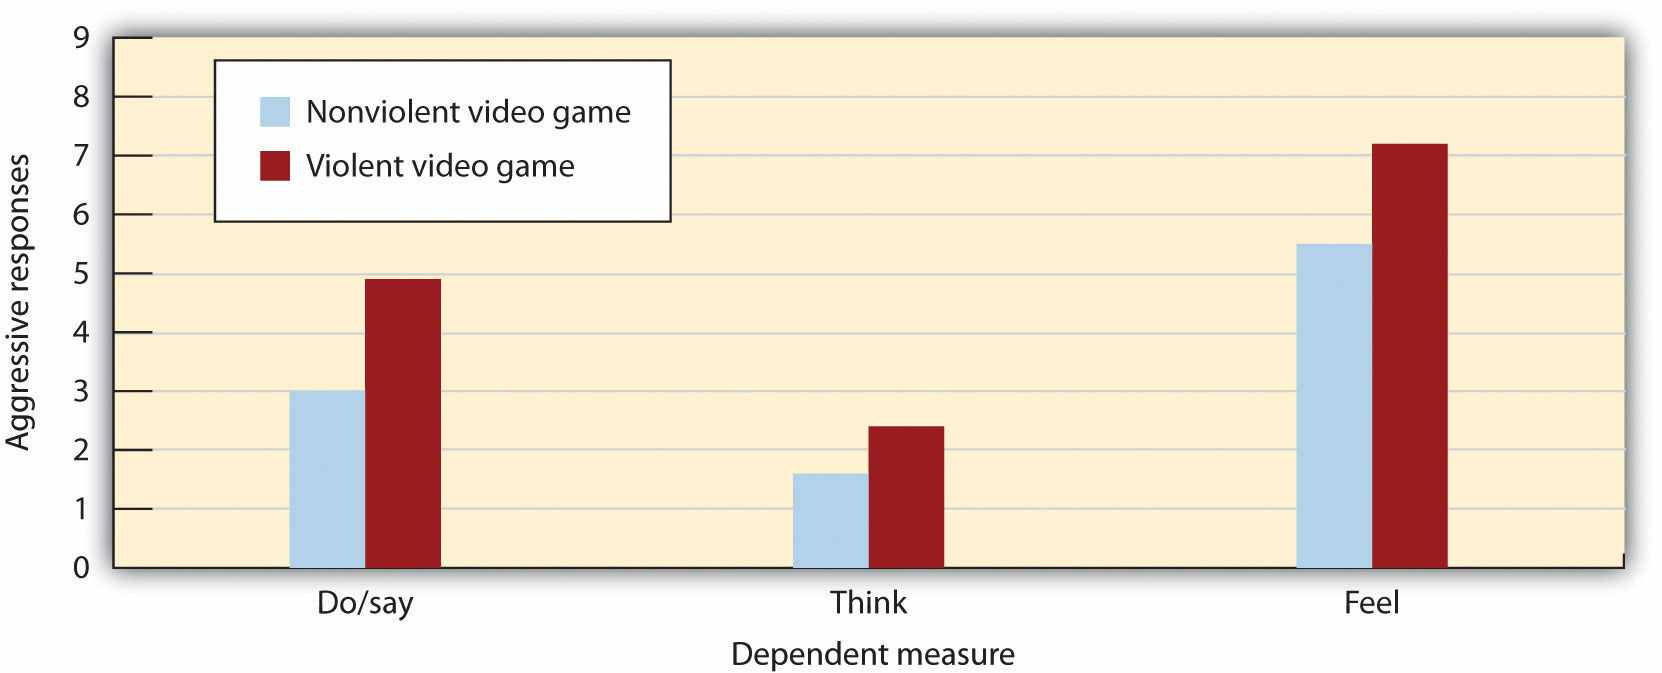 9
8
7
6
5
4
3
2
1
0
Aggressive responses
Nonviolent video game
Violent video game
Do/say
Think
Feel
Dependent measure